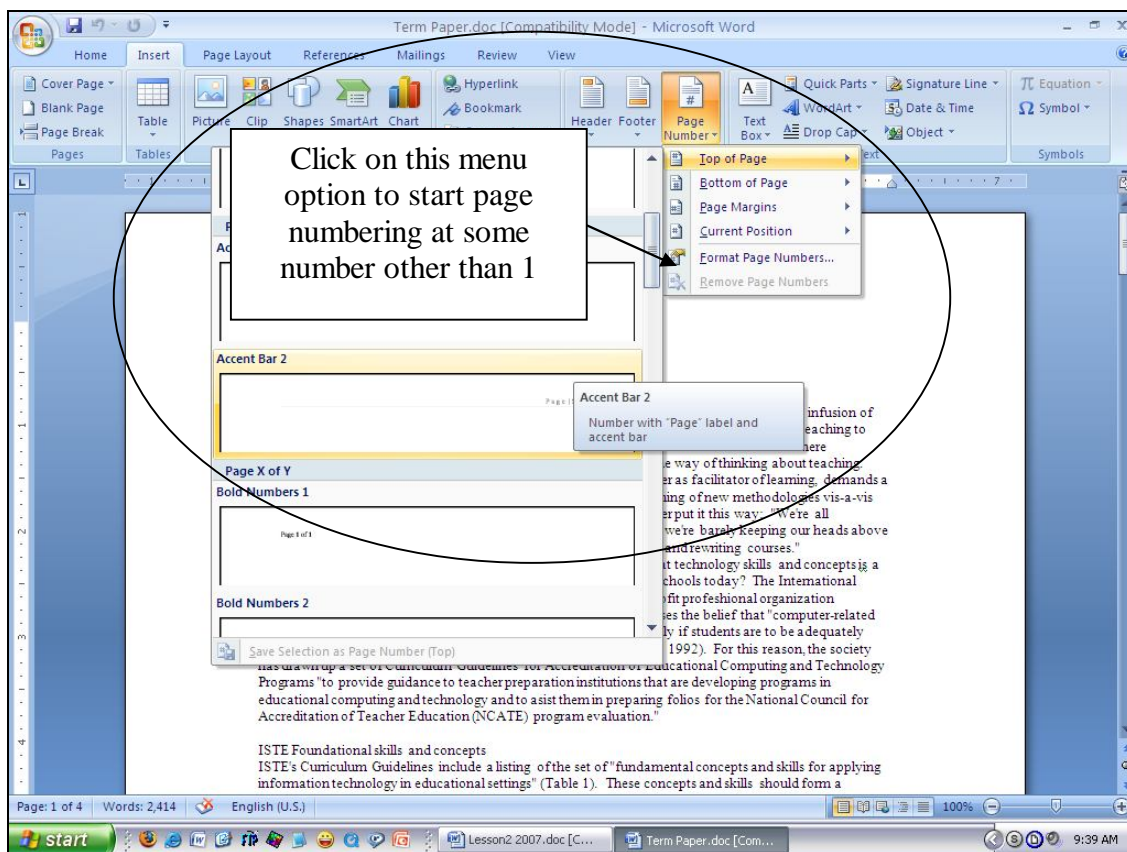 Term Paper.doc [Compatibility Mode] - Microsoft Word
Home Insert Page Layout References Mailings Review View
Cover Page
Blank Page
Page Break
Pages
Table
Tables
Picture Clip Shapes SmartArt Chart
Hyperlink
Bookmark
Header Footer Page Number
Text Box
Quick Parts
WordArt
Drop Cap
Signature Line
Date & Time
Object
Equation
Symbol
Symbols
Click on this menu
option to start page
numbering at some
number other than 1
Top of Page
Bottom of Page
Page Margins
Current Position
Format Page Numbers...
Remove Page Numbers
Accent Bar 2
Accent Bar 2
Number with "Page" label and
accent bar
Page X of Y
Bold Numbers 1
Page 1 of 1
Bold Numbers 2
Save Selection as Page Number (Top)
infusion of
eaching to
here
e way of thinking about teaching.
er as facilitator of learning, demands a
ing of new methodologies vis-a-vis
er put it this way: "We're all
we're barely keeping our heads above
and rewriting courses."
t technology skills and concepts is a
chools today? The International
ofit profeshional organization
ses the belief that "computer-related
ly if students are to be adequately
1992). For this reason, the society
has drawn up a set of Curriculum Guidelines for Accreditation of Educational Computing and Technology
Programs "to provide guidance to teacher preparation institutions that are developing programs in
educational computing and technology and to asist them in preparing folios for the National Council for
Accreditation of Teacher Education (NCATE) program evaluation."
ISTE Foundational skills and concepts
ISTE's Curriculum Guidelines include a listing of the set of "fundamental concepts and skills for applying
information technology in educational settings" (Table 1). These concepts and skills should form a
Page: 1 of 4 Words: 2,414 English (U.S.) 100%
start Lesson2 2007.doc [C... Term Paper.doc [Com... 9:39 AM